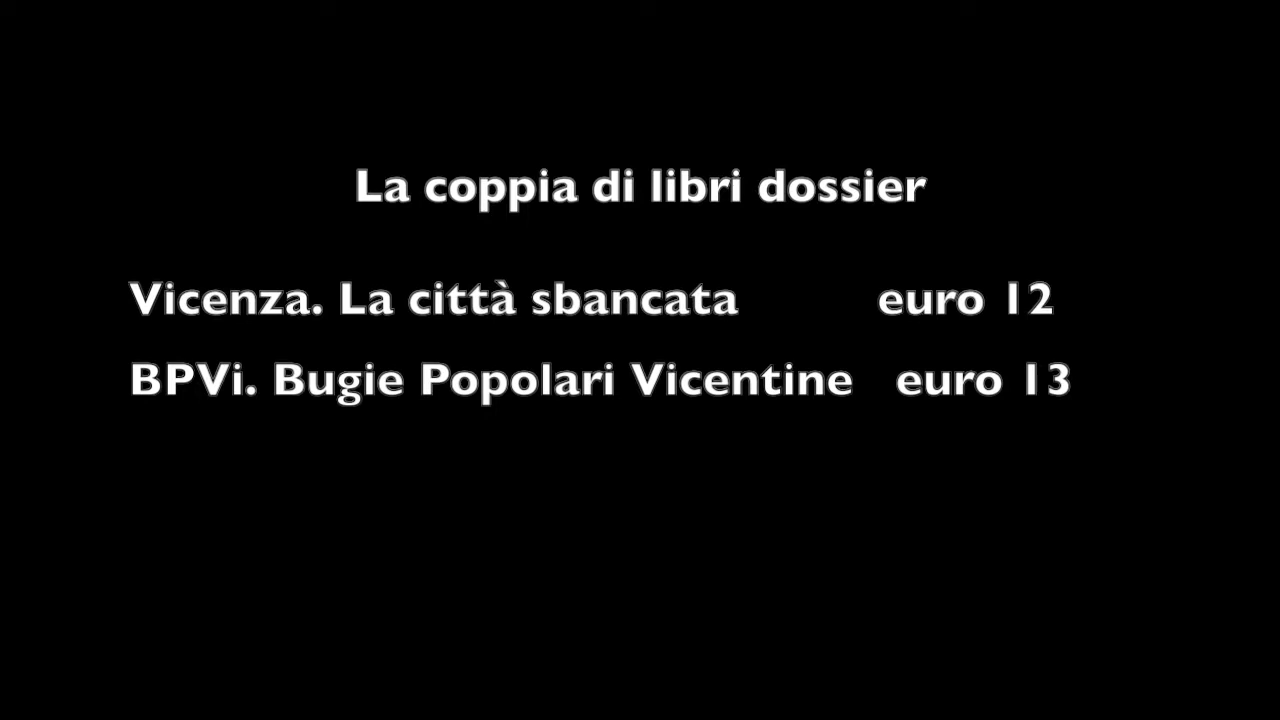 La coppia di libri dossier
Vicenza. La città sbancata euro 12
BPVi. Bugie Popolari Vicentine euro 13